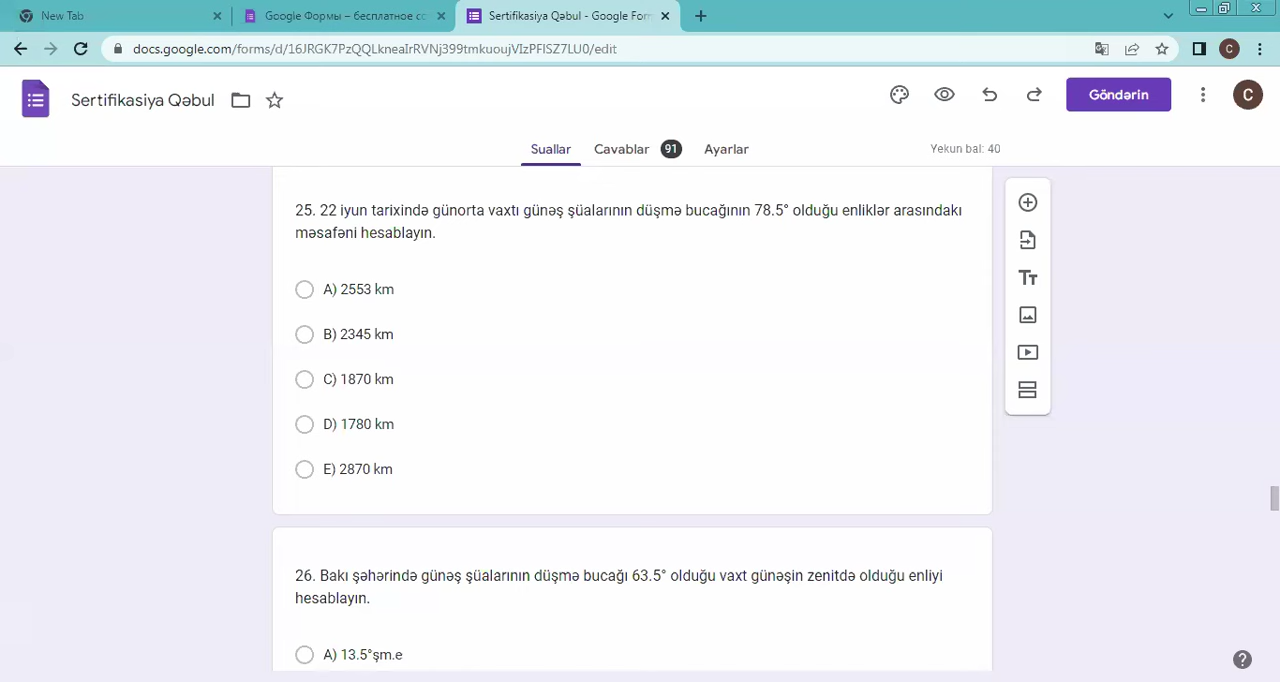 New Tab
Google Формы – бесплатное со
Sertifikasiya Qəbul - Google Forn
docs.google.com/forms/d/16JRGK7PzQQLkneaIrRVNj399tmkuoujVIzPFlSZ7LU0/edit
C
Sertifikasiya Qəbul
Göndərin
C
Suallar
Cavablar 91
Ayarlar
Yekun bal: 40
25. 22 iyun tarixində günorta vaxtı günəş şüalarının düşmə bucağının 78.5° olduğu enliklər arasındakı
məsafəni hesablayın.
A) 2553 km
B) 2345 km
C) 1870 km
D) 1780 km
E) 2870 km
26. Bakı şəhərində günəş şüalarının düşmə bucağı 63.5° olduğu vaxt günəşin zenitdə olduğu enliyi
hesablayın.
A) 13.5°şm.e